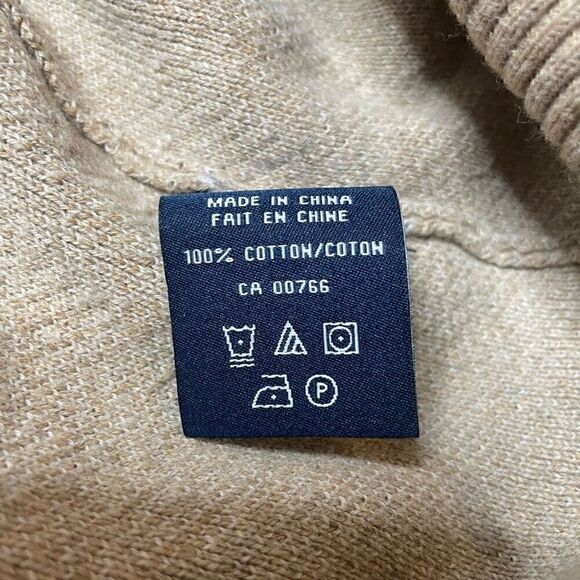 MADE IN CHINA
FAIT EN CHINE
100% COTTON/COTON
CA 00766
P